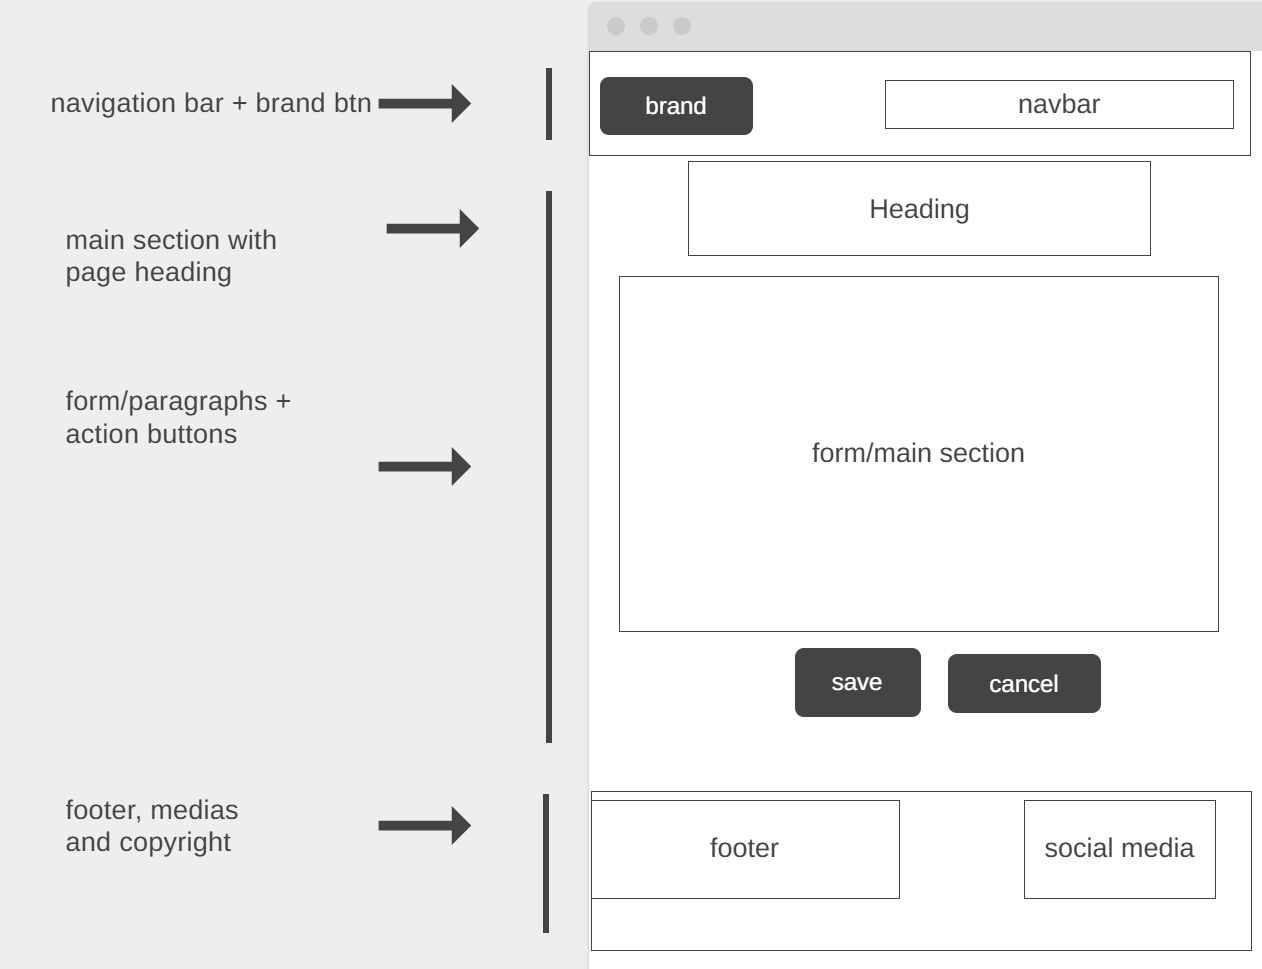 navigation bar + brand btn
brand
navbar
main section with
page heading
Heading
form/paragraphs +
action buttons
form/main section
save
cancel
footer, medias
and copyright
footer
social media